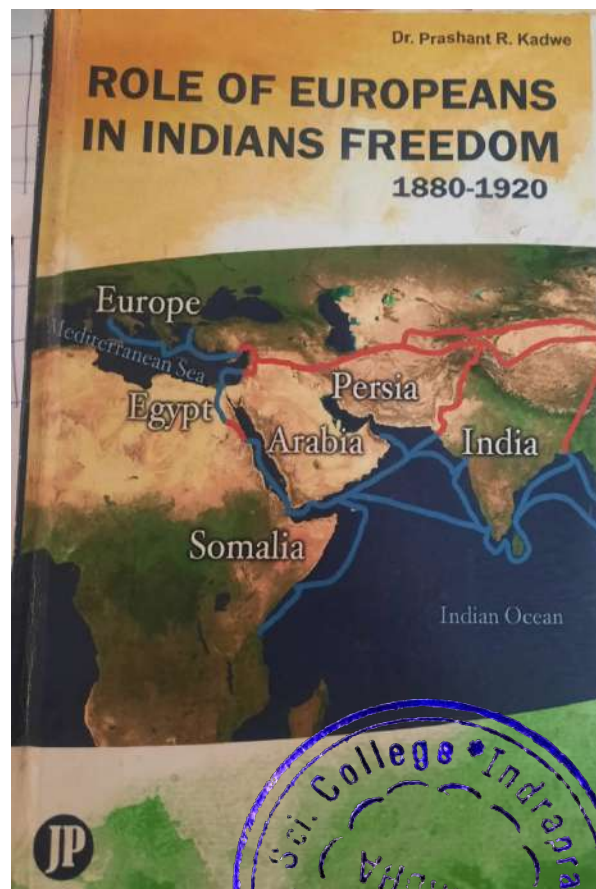 Dr. Prashant R. Kadwe
ROLE OF EUROPEANS
IN INDIANS FREEDOM
1880-1920
Europe
Mediterranean Sea
Egypt
Arabia
Persia
India
Somalia
Indian Ocean
JP
Sci. College